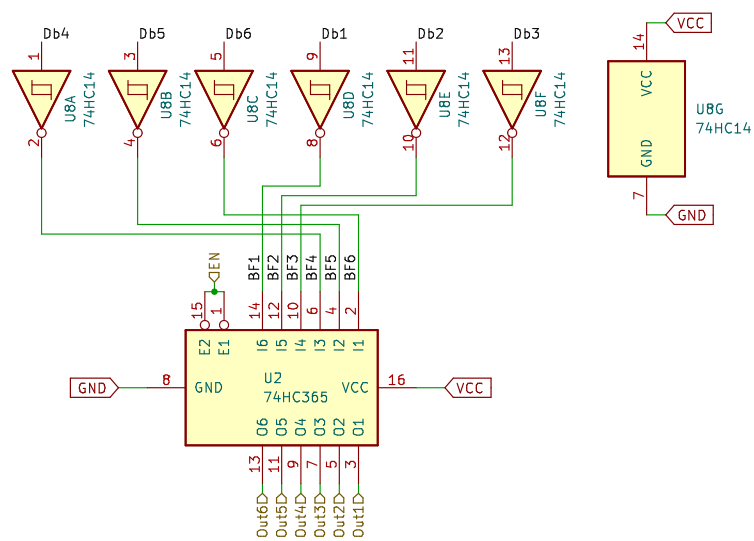 Db4 Db5 Db6 Db1 Db2 Db3
1 3 5 9 11 13
U8A 74HC14
U8B 74HC14
U8C 74HC14
U8D 74HC14
U8E 74HC14
U8F 74HC14
2 4 6 8 10 12
VCC
14
VCC
GND
U8G
74HC14
7
GND
EN
BF1 BF2 BF3 BF4 BF5 BF6
15 1 14 12 10 6 4 2
E2 E1 I6 I5 I4 I3 I2 I1
GND 8 GND
U2
74HC365
VCC 16 VCC
O6 O5 O4 O3 O2 O1
13 11 9 7 5 3
Out6 Out5 Out4 Out3 Out2 Out1